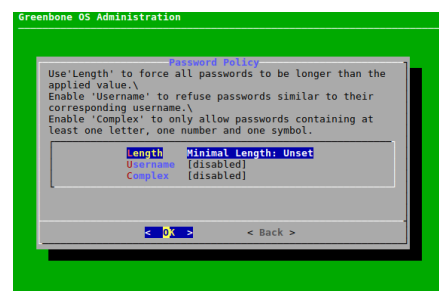 Greenbone OS Administration
Password Policy
Use'Length' to force all passwords to be longer than the
applied value.\
Enable 'Username' to refuse passwords similar to their
corresponding username.\
Enable 'Complex' to only allow passwords containing at
least one letter, one number and one symbol.
Length Minimal Length: Unset
Username [disabled]
Complex [disabled]
< OK > < Back >